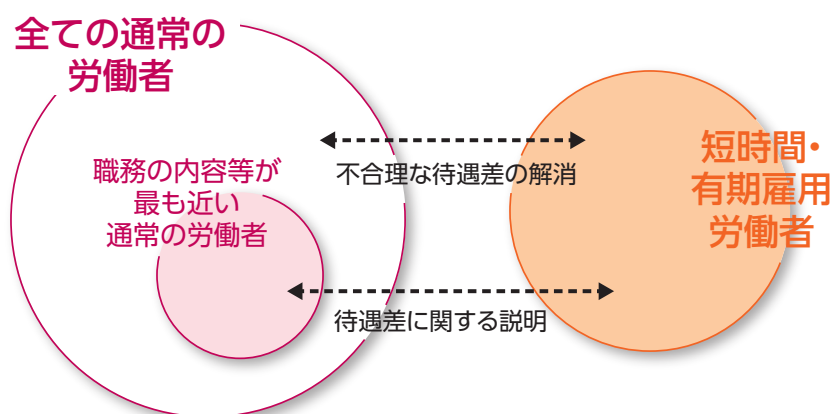 全ての通常の
労働者
職務の内容等が
最も近い
通常の労働者
不合理な待遇差の解消
待遇差に関する説明
短時間・
有期雇用
労働者